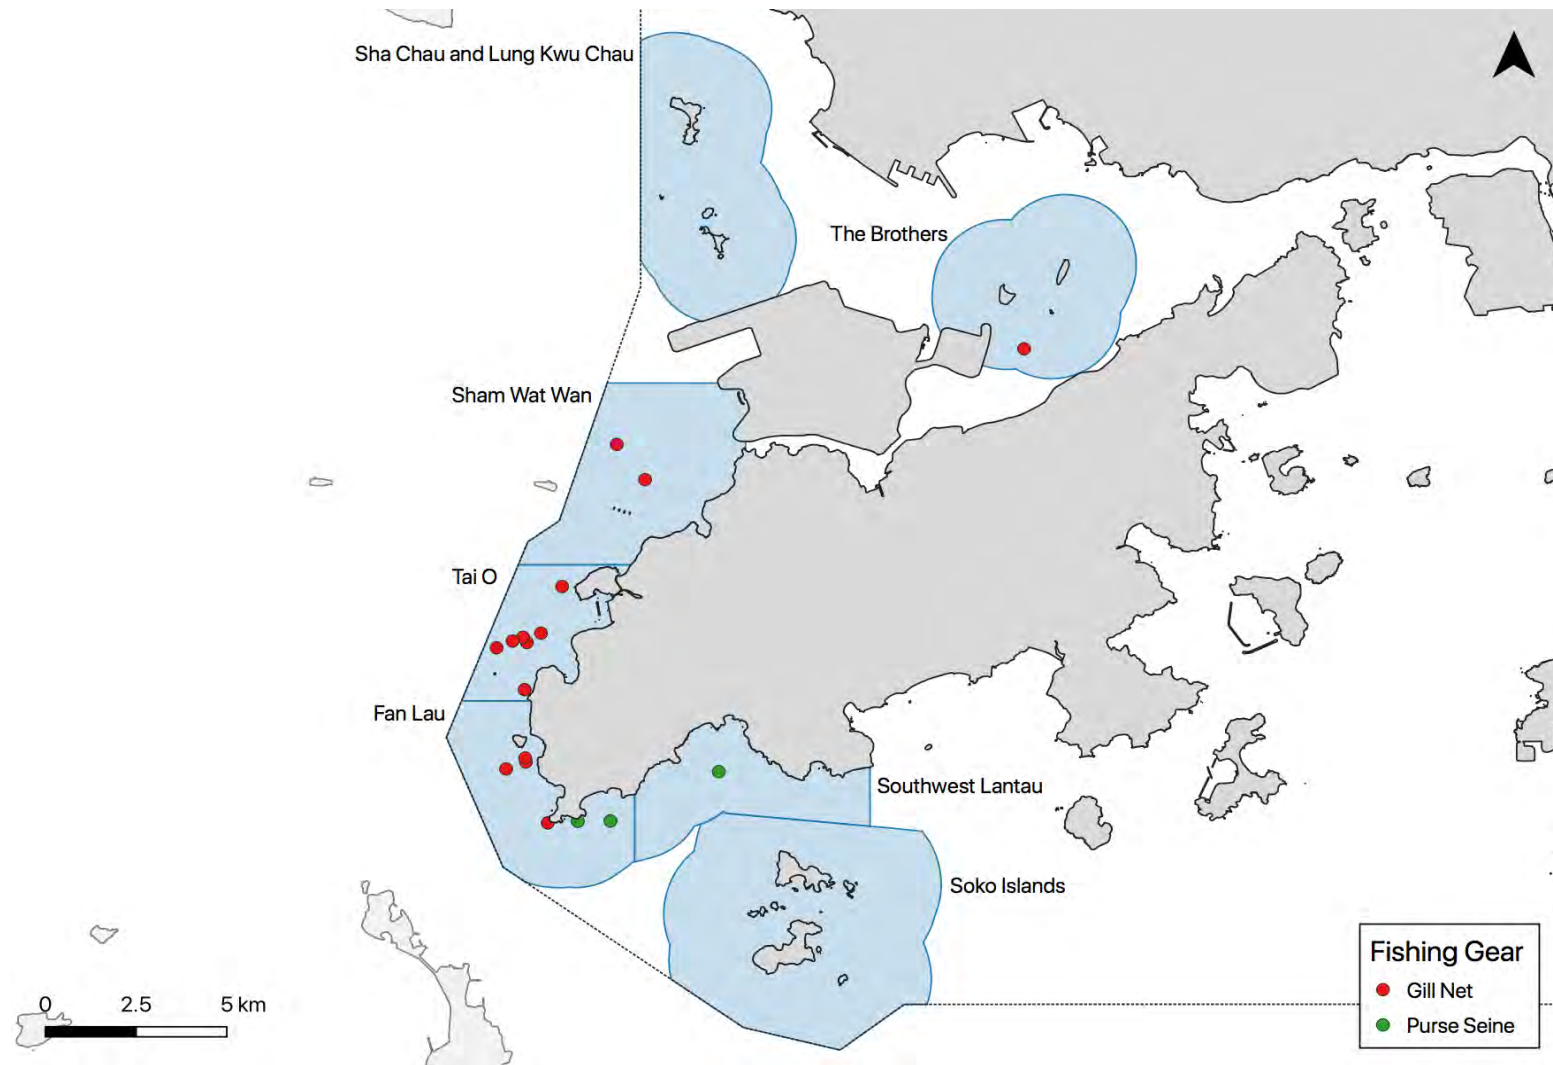 Sha Chau and Lung Kwu Chau
The Brothers
Sham Wat Wan
Tai O
Fan Lau
Southwest Lantau
Soko Islands
Fishing Gear
Gill Net
Purse Seine
0 2.5 5 km